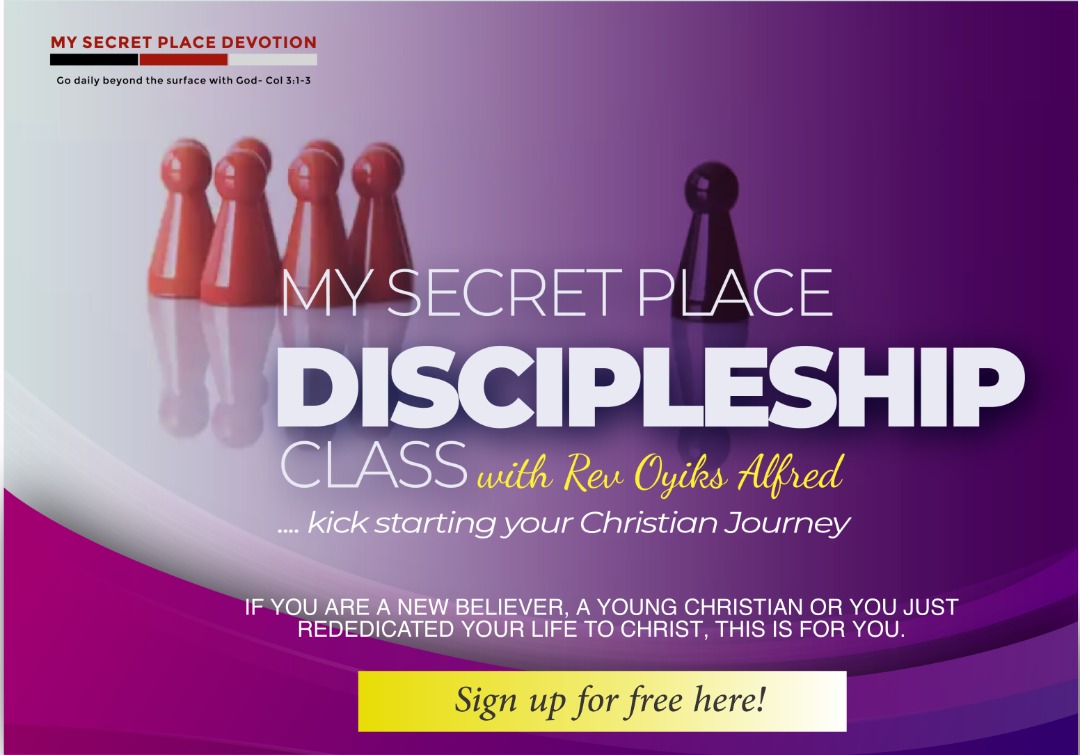 MY SECRET PLACE DEVOTION
Go daily beyond the surface with God- Col 3:1-3
MY SECRET PLACE
DISCIPLESHIP
CLASS with Rev Oyiks Alfred
.... kick starting your Christian Journey
IF YOU ARE A NEW BELIEVER, A YOUNG CHRISTIAN OR YOU JUST
REDEDICATED YOUR LIFE TO CHRIST, THIS IS FOR YOU.
Sign up for free here!